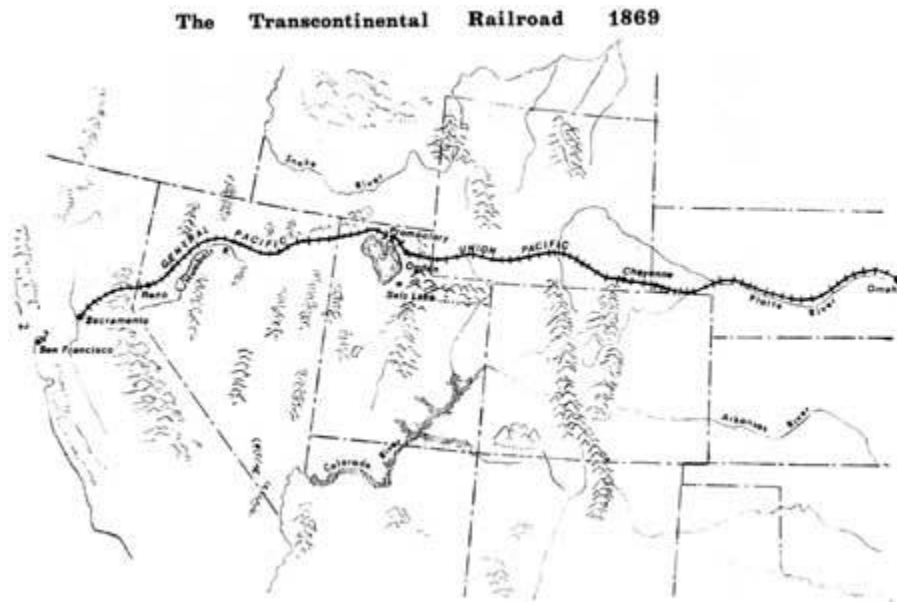 The Transcontinental Railroad 1869
Snake River
Promontory
CENTRAL PACIFIC
UNION PACIFIC
Ogden
Cheyenne
Reno
Salt Lake
Platte River
Omah
Sacramento
San Francisco
Arkansas River
Colorado River